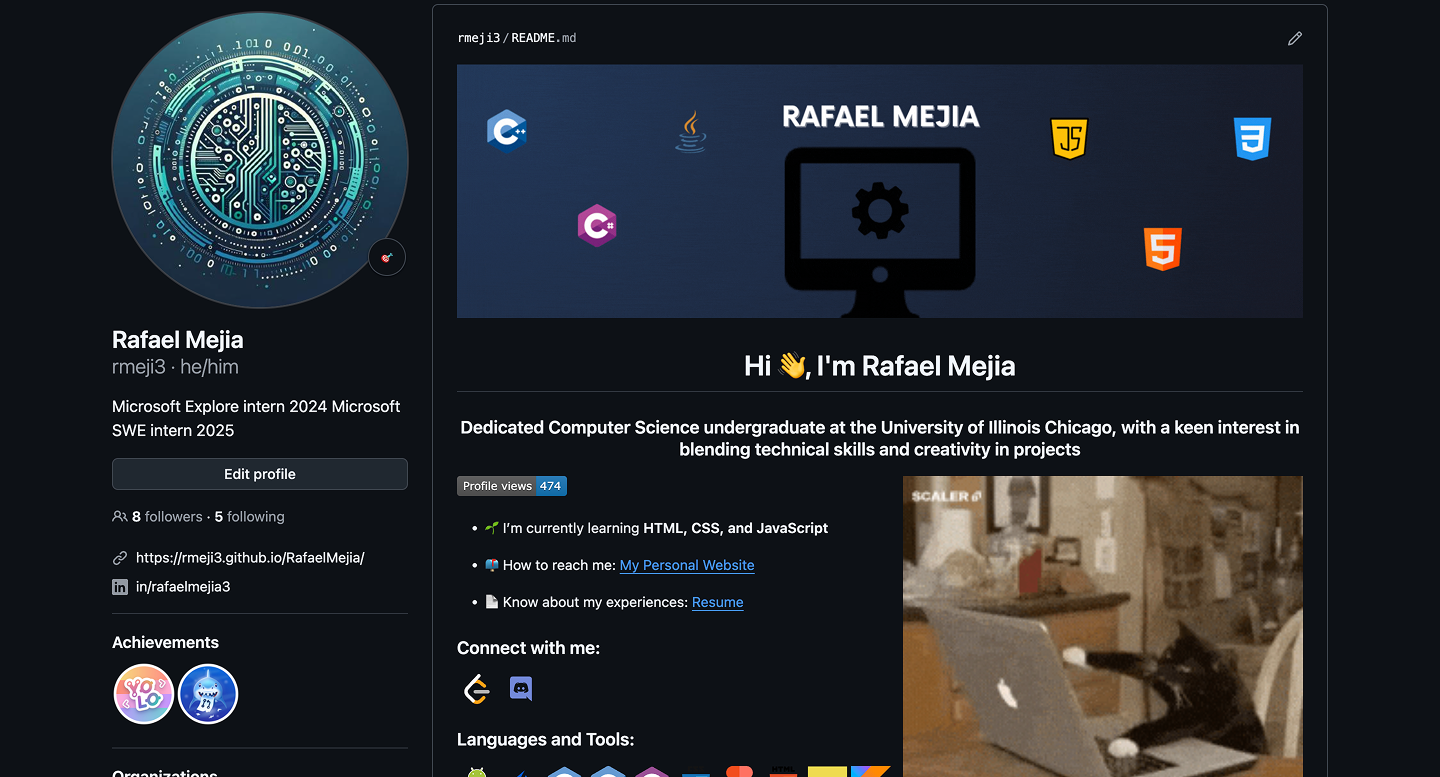 rmeji3/README.md
RAFAEL MEJIA
JS
Rafael Mejia
rmeji3 · he/him
Microsoft Explore intern 2024 Microsoft
SWE intern 2025
Edit profile
8 followers · 5 following
https://rmeji3.github.io/RafaelMejia/
in/rafaelmejia3
Achievements
YOLO
Organizations
Hi 👋, I'm Rafael Mejia
Dedicated Computer Science undergraduate at the University of Illinois Chicago, with a keen interest in
blending technical skills and creativity in projects
Profile views 474
• 🌱 I'm currently learning HTML, CSS, and JavaScript
• 📫 How to reach me: My Personal Website
• 📄 Know about my experiences: Resume
Connect with me:
Languages and Tools:
SCALER